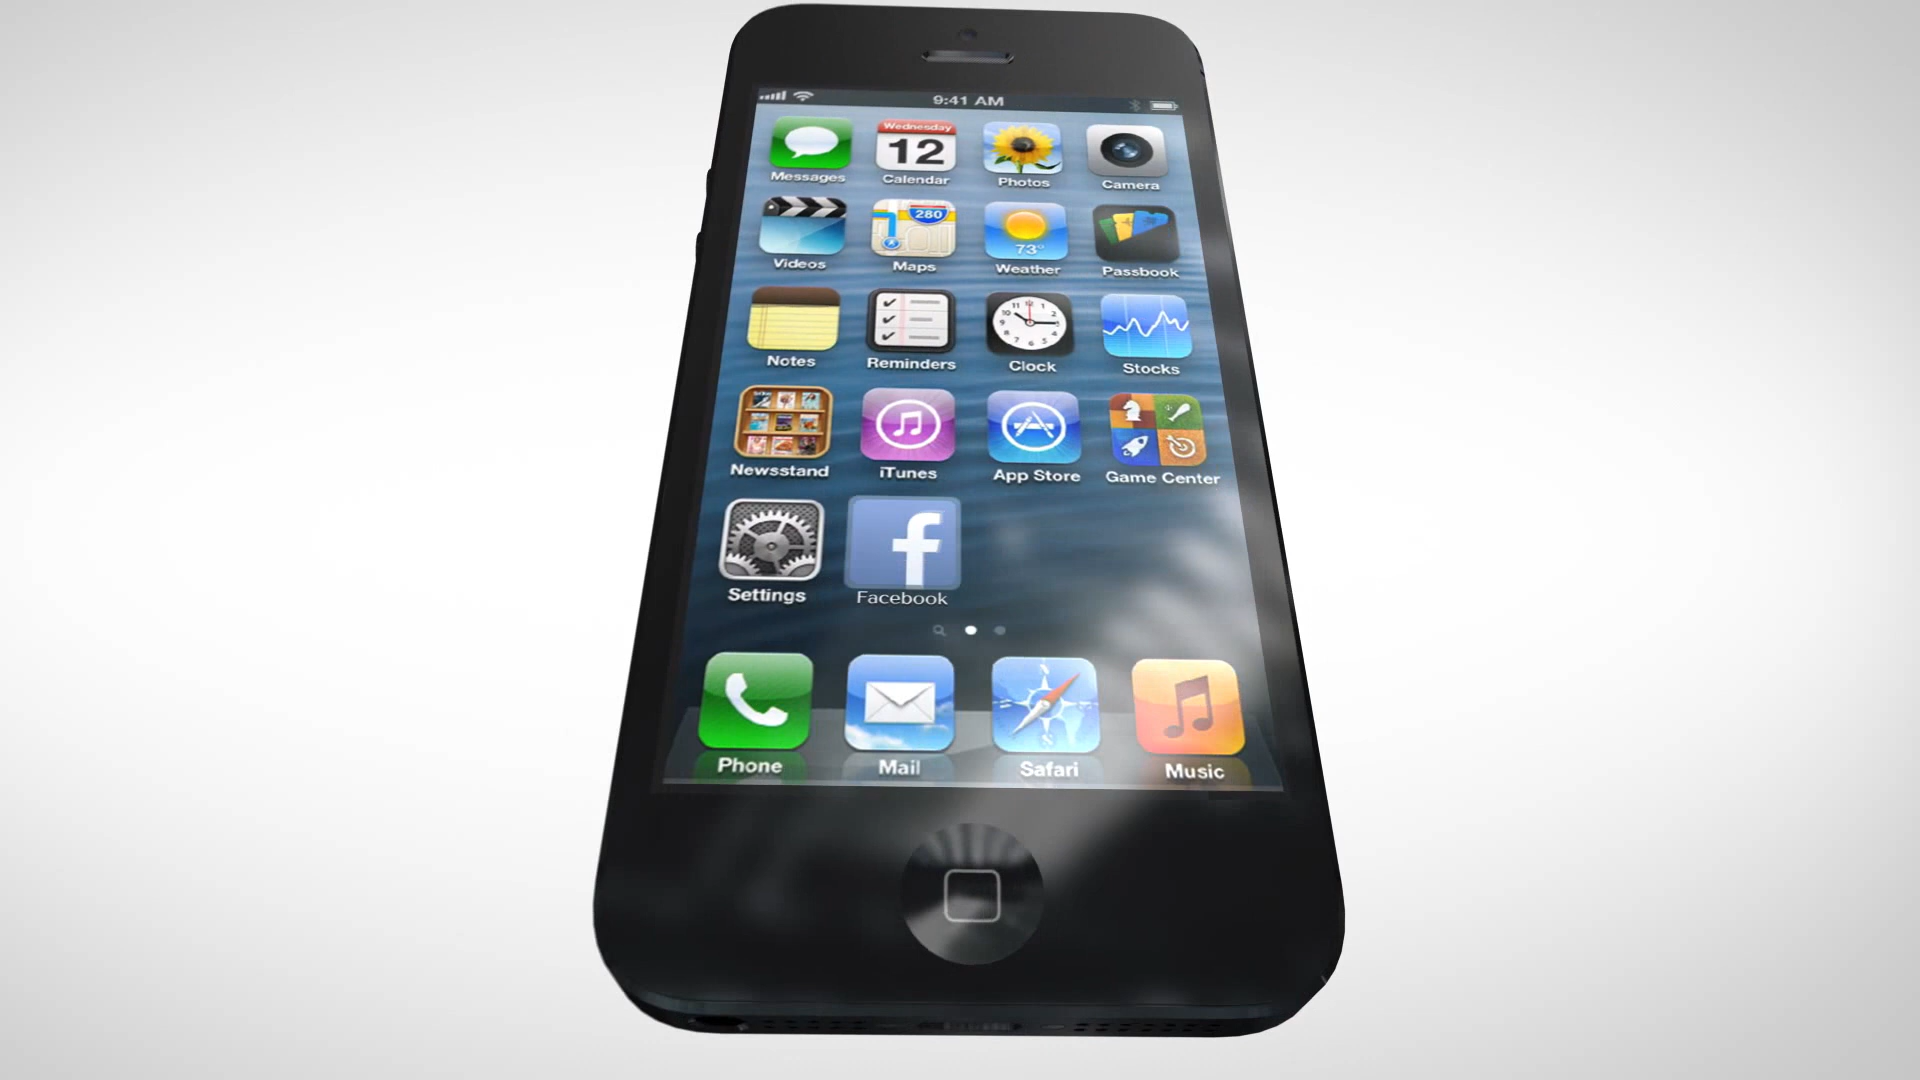 9:41 AM
Wednesday
12
Messages Calendar Photos Camera
280
73°
Videos Maps Weather Passbook
Notes Reminders Clock Stocks
Newsstand iTunes App Store Game Center
f
Settings Facebook
Phone Mail Safari Music